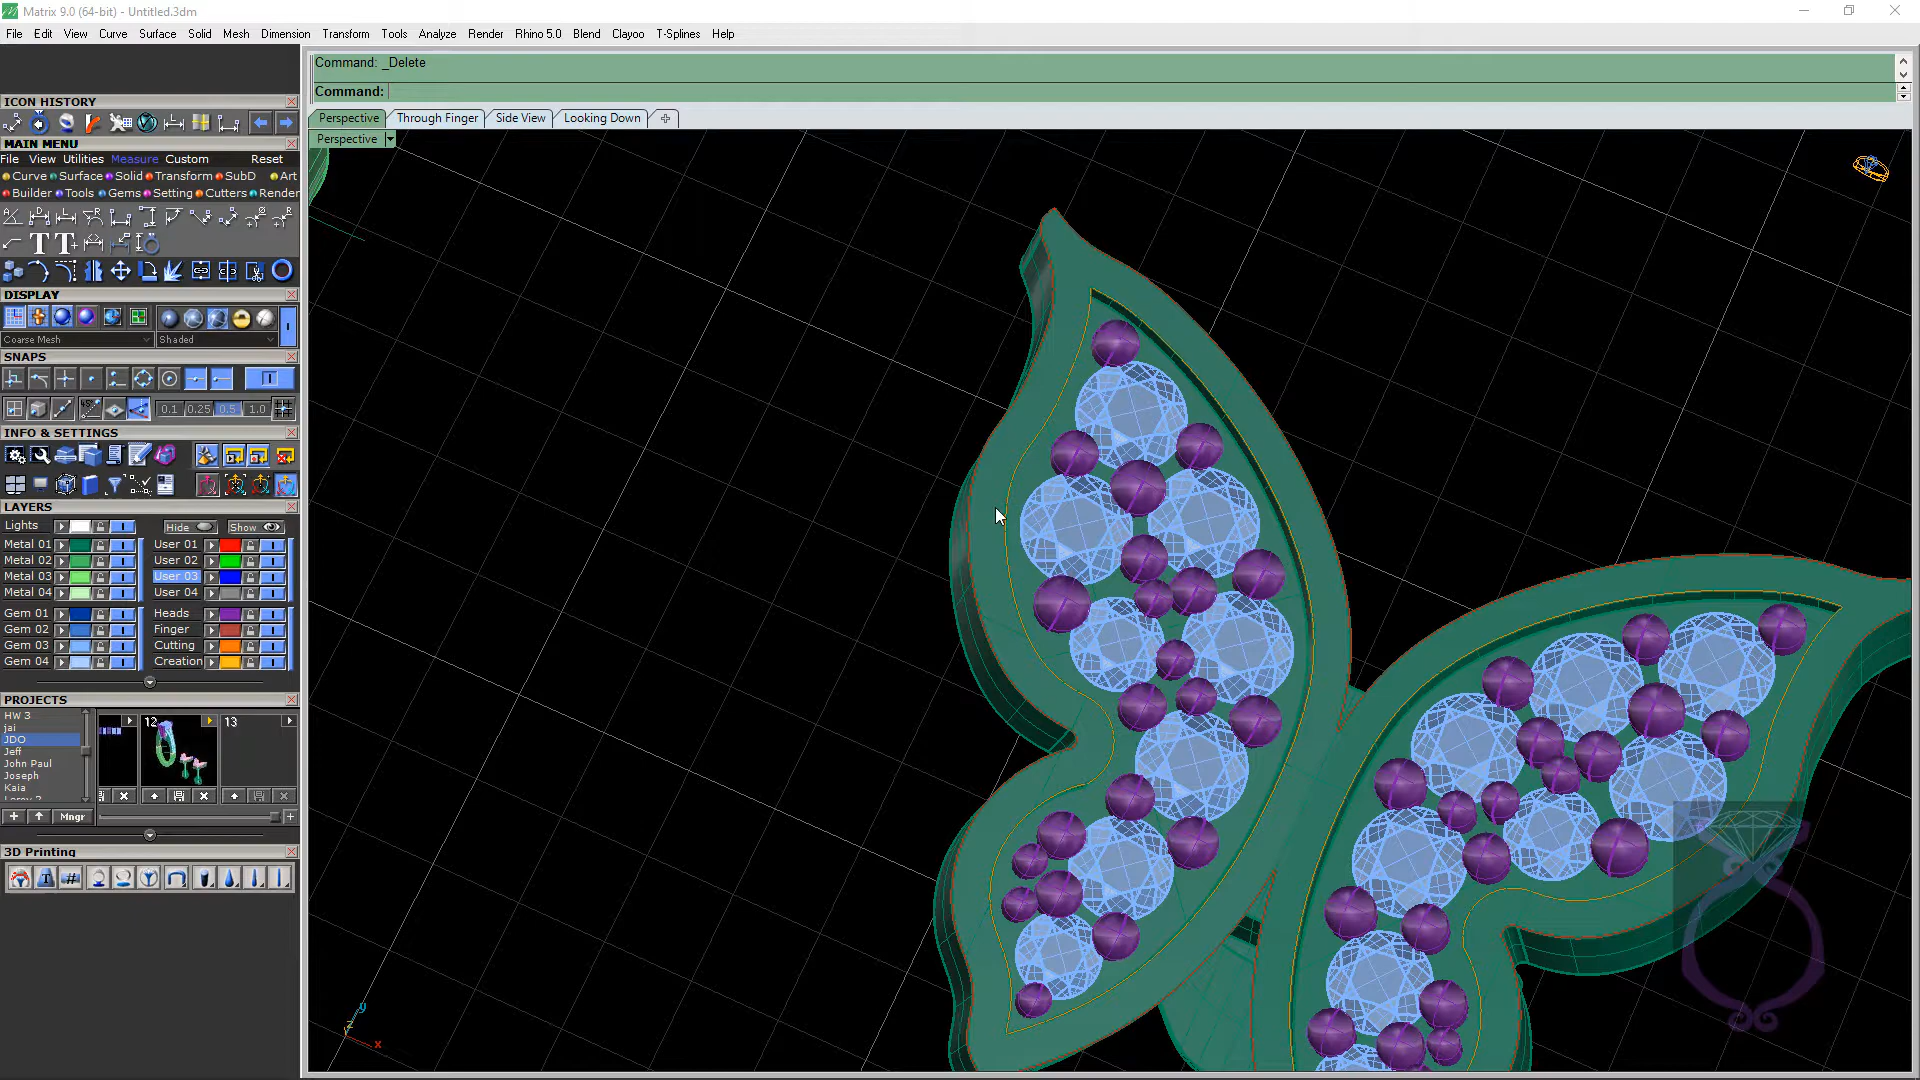 Matrix 9.0 (64-bit) - Untitled.3dm
File Edit View Curve Surface Solid Mesh Dimension Transform Tools Analyze Render Rhino 5.0 Blend Clayoo T-Splines Help
Command: _Delete
Command:
Perspective Through Finger Side View Looking Down
Perspective
ICON HISTORY
MAIN MENU
File View Utilities Measure Custom Reset
Curve Surface Solid Transform SubD Art
Builder Tools Gems Setting Cutters Render
DISPLAY
Coarse Mesh Shaded
SNAPS
0.1 0.25 0.5 1.0
INFO & SETTINGS
LAYERS
Lights Hide Show
Metal 01 User 01
Metal 02 User 02
Metal 03 User 03
Metal 04 User 04
Gem 01 Heads
Gem 02 Finger
Gem 03 Cutting
Gem 04 Creation
PROJECTS
HW 3
jai
JDO
Jeff
John Paul
Joseph
Kaia
12 13
Mngr
3D Printing
y
z
x